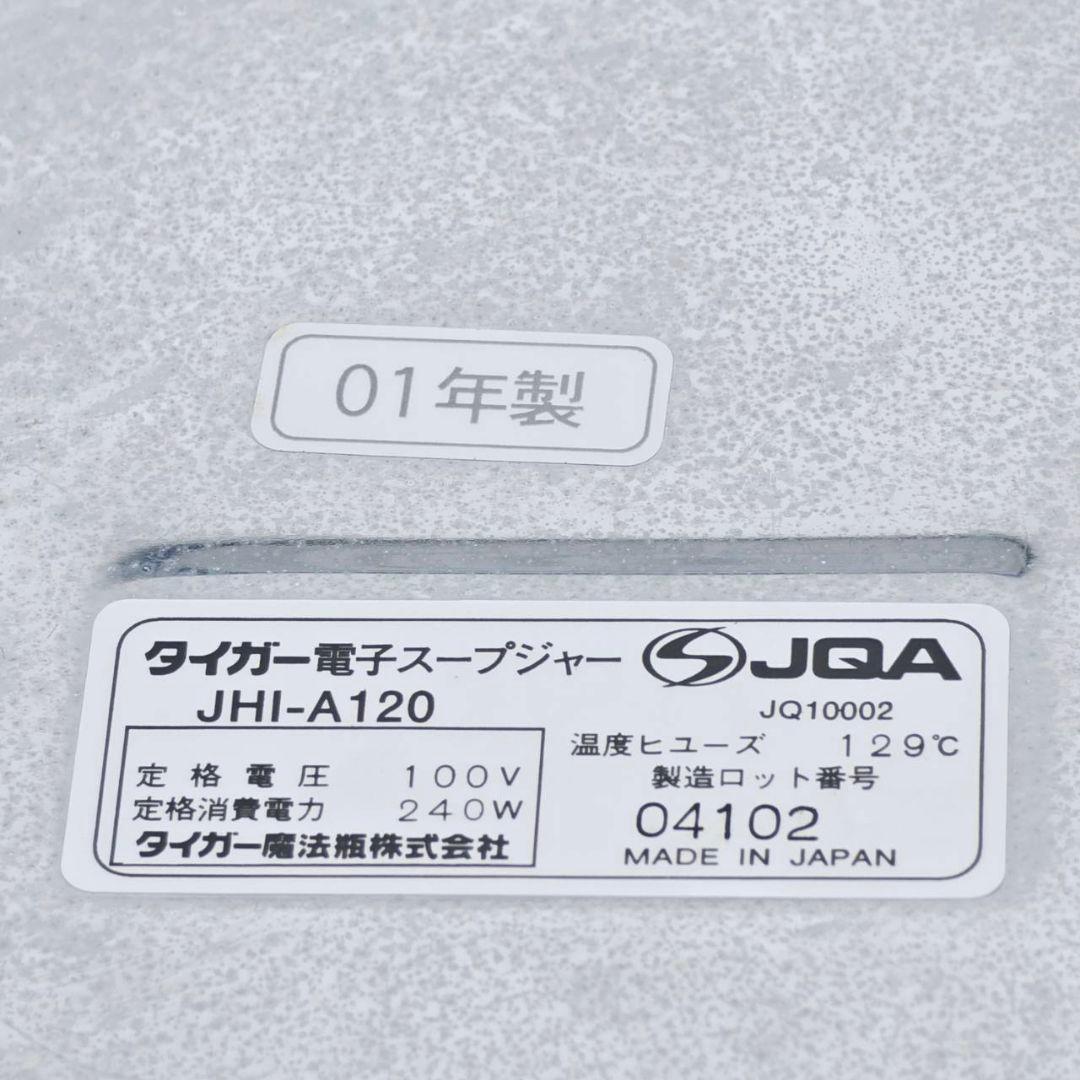 01年製
タイガー電子スープジャー JQA
JHI-A120
JQ10002
温度ヒユーズ 129℃
定格電圧 100V
製造ロット番号
定格消費電力 240W
04102
タイガー魔法瓶株式会社
MADE IN JAPAN